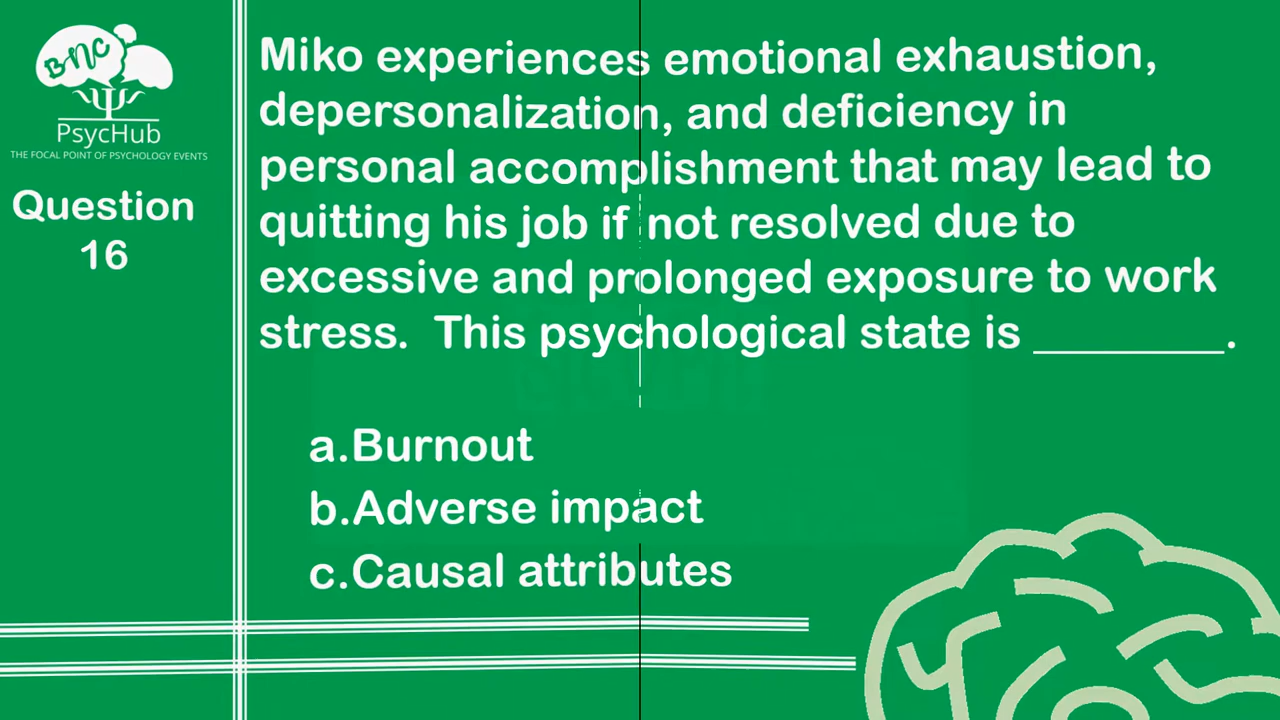 BNC
PsycHub
THE FOCAL POINT OF PSYCHOLOGY EVENTS
Question
16
Miko experiences emotional exhaustion,
depersonalization, and deficiency in
personal accomplishment that may lead to
quitting his job if not resolved due to
excessive and prolonged exposure to work
stress.  This psychological state is ________.
a.Burnout
b.Adverse impact
c.Causal attributes